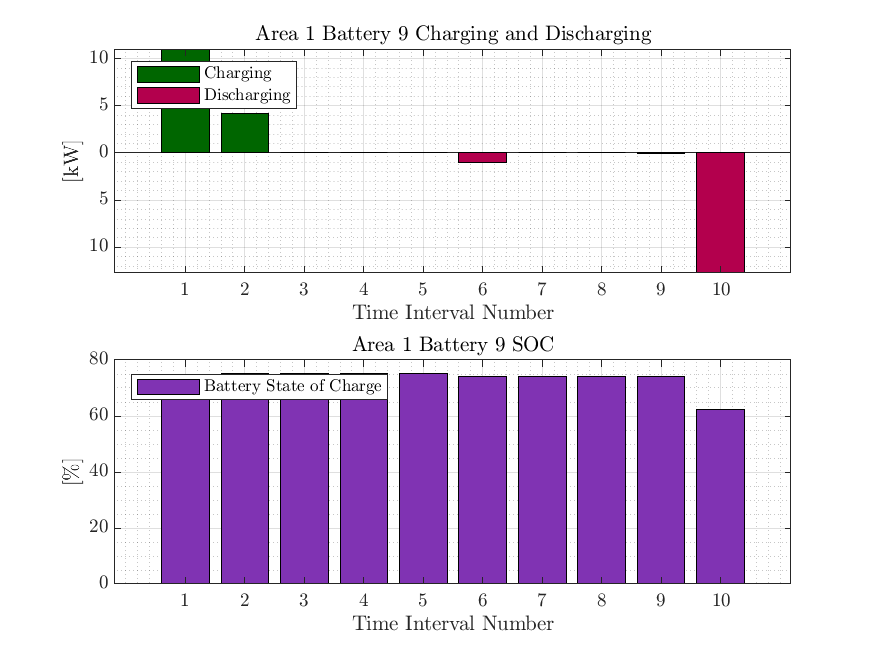 Area 1 Battery 9 Charging and Discharging
10
5
0
5
10
[kW]
Charging
Discharging
1 2 3 4 5 6 7 8 9 10
Time Interval Number
Area 1 Battery 9 SOC
80
60
40
20
0
[%]
Battery State of Charge
1 2 3 4 5 6 7 8 9 10
Time Interval Number